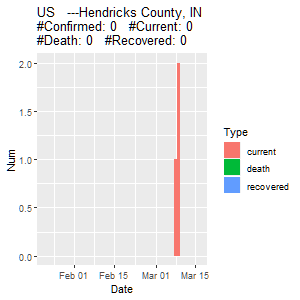 US   ---Hendricks County, IN
#Confirmed: 0   #Current: 0
#Death: 0   #Recovered: 0
Num
2.0
1.5
1.0
0.5
0.0
Feb 01
Feb 15
Mar 01
Mar 15
Date
Type
current
death
recovered